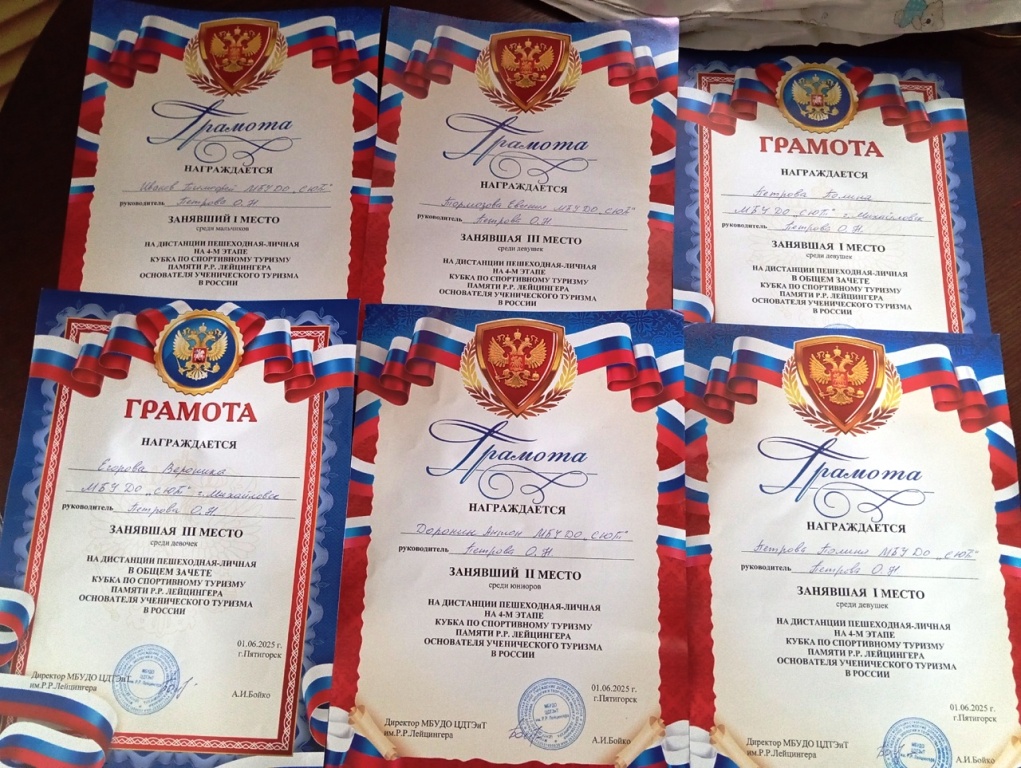 Грамота
НАГРАЖДАЕТСЯ
Иванов Тимофей МБУ ДО „СЮТ"
руководитель Петрова О.Н.
ЗАНЯВШИЙ I МЕСТО
среди мальчиков
НА ДИСТАНЦИИ ПЕШЕХОДНАЯ-ЛИЧНАЯ
НА 4-М ЭТАПЕ
КУБКА ПО СПОРТИВНОМУ ТУРИЗМУ
ПАМЯТИ Р.Р. ЛЕЙЦИНГЕРА
ОСНОВАТЕЛЯ УЧЕНИЧЕСКОГО ТУРИЗМА
В РОССИИ
Грамота
НАГРАЖДАЕТСЯ
МБУ ДО „СЮТ"
руководитель Петрова О.Н.
ЗАНЯВШАЯ III МЕСТО
среди девушек
НА ДИСТАНЦИИ ПЕШЕХОДНАЯ-ЛИЧНАЯ
НА 4-М ЭТАПЕ
КУБКА ПО СПОРТИВНОМУ ТУРИЗМУ
ПАМЯТИ Р.Р. ЛЕЙЦИНГЕРА
ОСНОВАТЕЛЯ УЧЕНИЧЕСКОГО ТУРИЗМА
В РОССИИ
ГРАМОТА
НАГРАЖДАЕТСЯ
Петрова Полина
МБУ ДО „СЮТ" г.Михайловск
руководитель Петрова О.Н
ЗАНЯВШАЯ I МЕСТО
среди девушек
НА ДИСТАНЦИИ ПЕШЕХОДНАЯ-ЛИЧНАЯ
В ОБЩЕМ ЗАЧЕТЕ
КУБКА ПО СПОРТИВНОМУ ТУРИЗМУ
ПАМЯТИ Р.Р. ЛЕЙЦИНГЕРА
ОСНОВАТЕЛЯ УЧЕНИЧЕСКОГО ТУРИЗМА
В РОССИИ
ГРАМОТА
НАГРАЖДАЕТСЯ
Егорова Вероника
МБУ ДО „СЮТ" г.Михайловск
руководитель Петрова О.Н.
ЗАНЯВШАЯ III МЕСТО
среди девочек
НА ДИСТАНЦИИ ПЕШЕХОДНАЯ-ЛИЧНАЯ
В ОБЩЕМ ЗАЧЕТЕ
КУБКА ПО СПОРТИВНОМУ ТУРИЗМУ
ПАМЯТИ Р.Р. ЛЕЙЦИНГЕРА
ОСНОВАТЕЛЯ УЧЕНИЧЕСКОГО ТУРИЗМА
В РОССИИ
01.06.2025 г.
г.Пятигорск
Директор МБУДО ЦДТЭиТ
им.Р.Р.Лейцингера
А.И.Бойко
Грамота
НАГРАЖДАЕТСЯ
Доронин Антон МБУ ДО „СЮТ"
руководитель Петрова О.Н
ЗАНЯВШИЙ II МЕСТО
среди юниоров
НА ДИСТАНЦИИ ПЕШЕХОДНАЯ-ЛИЧНАЯ
НА 4-М ЭТАПЕ
КУБКА ПО СПОРТИВНОМУ ТУРИЗМУ
ПАМЯТИ Р.Р. ЛЕЙЦИНГЕРА
ОСНОВАТЕЛЯ УЧЕНИЧЕСКОГО ТУРИЗМА
В РОССИИ
01.06.2025 г.
г.Пятигорск
Директор МБУДО ЦДТЭиТ
им.Р.Р.Лейцингера
А.И.Бойко
Грамота
НАГРАЖДАЕТСЯ
Петрова Полина МБУ ДО „СЮТ"
руководитель Петрова О.Н
ЗАНЯВШАЯ I МЕСТО
среди девушек
НА ДИСТАНЦИИ ПЕШЕХОДНАЯ-ЛИЧНАЯ
НА 4-М ЭТАПЕ
КУБКА ПО СПОРТИВНОМУ ТУРИЗМУ
ПАМЯТИ Р.Р. ЛЕЙЦИНГЕРА
ОСНОВАТЕЛЯ УЧЕНИЧЕСКОГО ТУРИЗМА
В РОССИИ
01.06.2025 г.
г.Пятигорск
Директор МБУДО ЦДТЭиТ
им.Р.Р.Лейцингера
А.И.Бойко